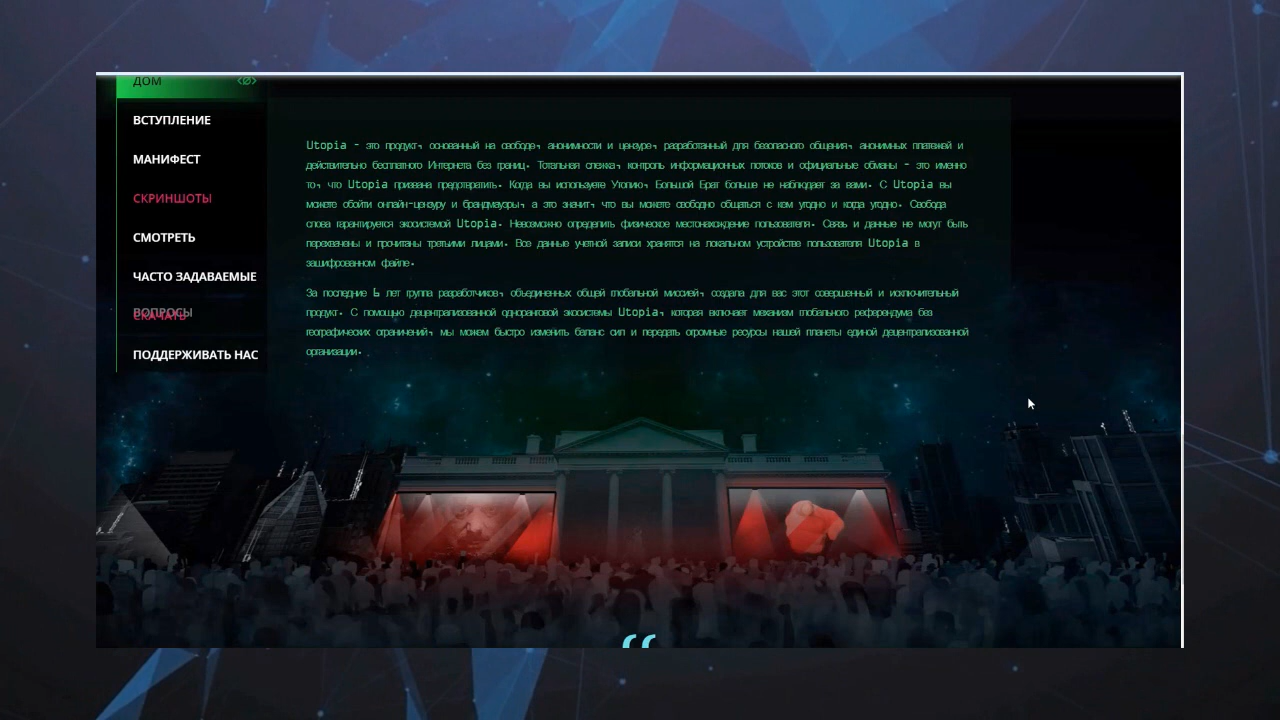 ДОМ
ВСТУПЛЕНИЕ
МАНИФЕСТ
СКРИНШОТЫ
СМОТРЕТЬ
ЧАСТО ЗАДАВАЕМЫЕ
ВОПРОСЫ
СКАЧАТЬ
ПОДДЕРЖИВАТЬ НАС
Utopia - это продукт, основанный на свободе, анонимности и цензуре, разработанный для безопасного общения, анонимных платежей и
действительно бесплатного Интернета без границ. Тотальная слежка, контроль информационных потоков и официальные обманы - это именно
то, что Utopia призвана предотвратить. Когда вы используете Утопию, Большой Брат больше не наблюдает за вами. С Utopia вы
можете обойти онлайн-цензуру и брандмауэры, а это значит, что вы можете свободно общаться с кем угодно и когда угодно. Свобода
слова гарантируется экосистемой Utopia. Невозможно определить физическое местонахождение пользователя. Связь и данные не могут быть
перехвачены и прочитаны третьими лицами. Все данные учетной записи хранятся на локальном устройстве пользователя Utopia в
зашифрованном файле.
За последние 6 лет группа разработчиков, объединенных общей глобальной миссией, создала для вас этот совершенный и исключительный
продукт. С помощью децентрализованной одноранговой экосистемы Utopia, которая включает механизм глобального референдума без
географических ограничений, мы можем быстро изменить баланс сил и передать огромные ресурсы нашей планеты единой децентрализованной
организации.
“